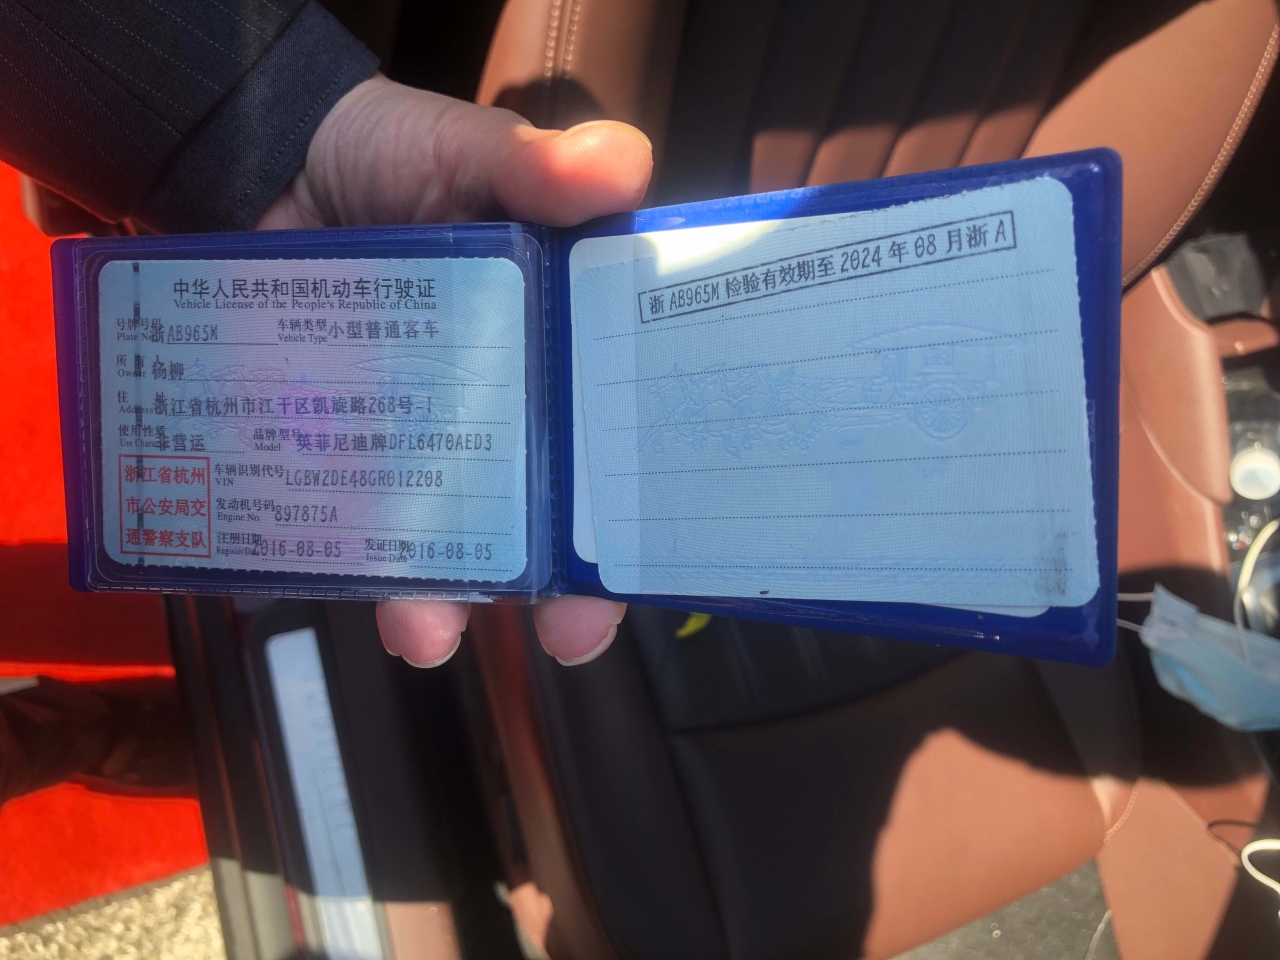 中华人民共和国机动车行驶证
Vehicle License of the People's Republic of China
号牌号码 浙AB965M 车辆类型 小型普通客车
Plate No. Vehicle Type
所有人 杨柳
Owner
住址 浙江省杭州市江干区凯旋路268号-1
Address
使用性质 非营运 品牌型号 英菲尼迪牌DFL6470AED3
Use Character Model
浙江省杭州
市公安局交
通警察支队
车辆识别代号 LGBW2DE48GR012208
VIN
发动机号码 897875A
Engine No.
注册日期 2016-08-05 发证日期 2016-08-05
Register Date Issue Date
浙AB965M 检验有效期至 2024 年 08 月浙A